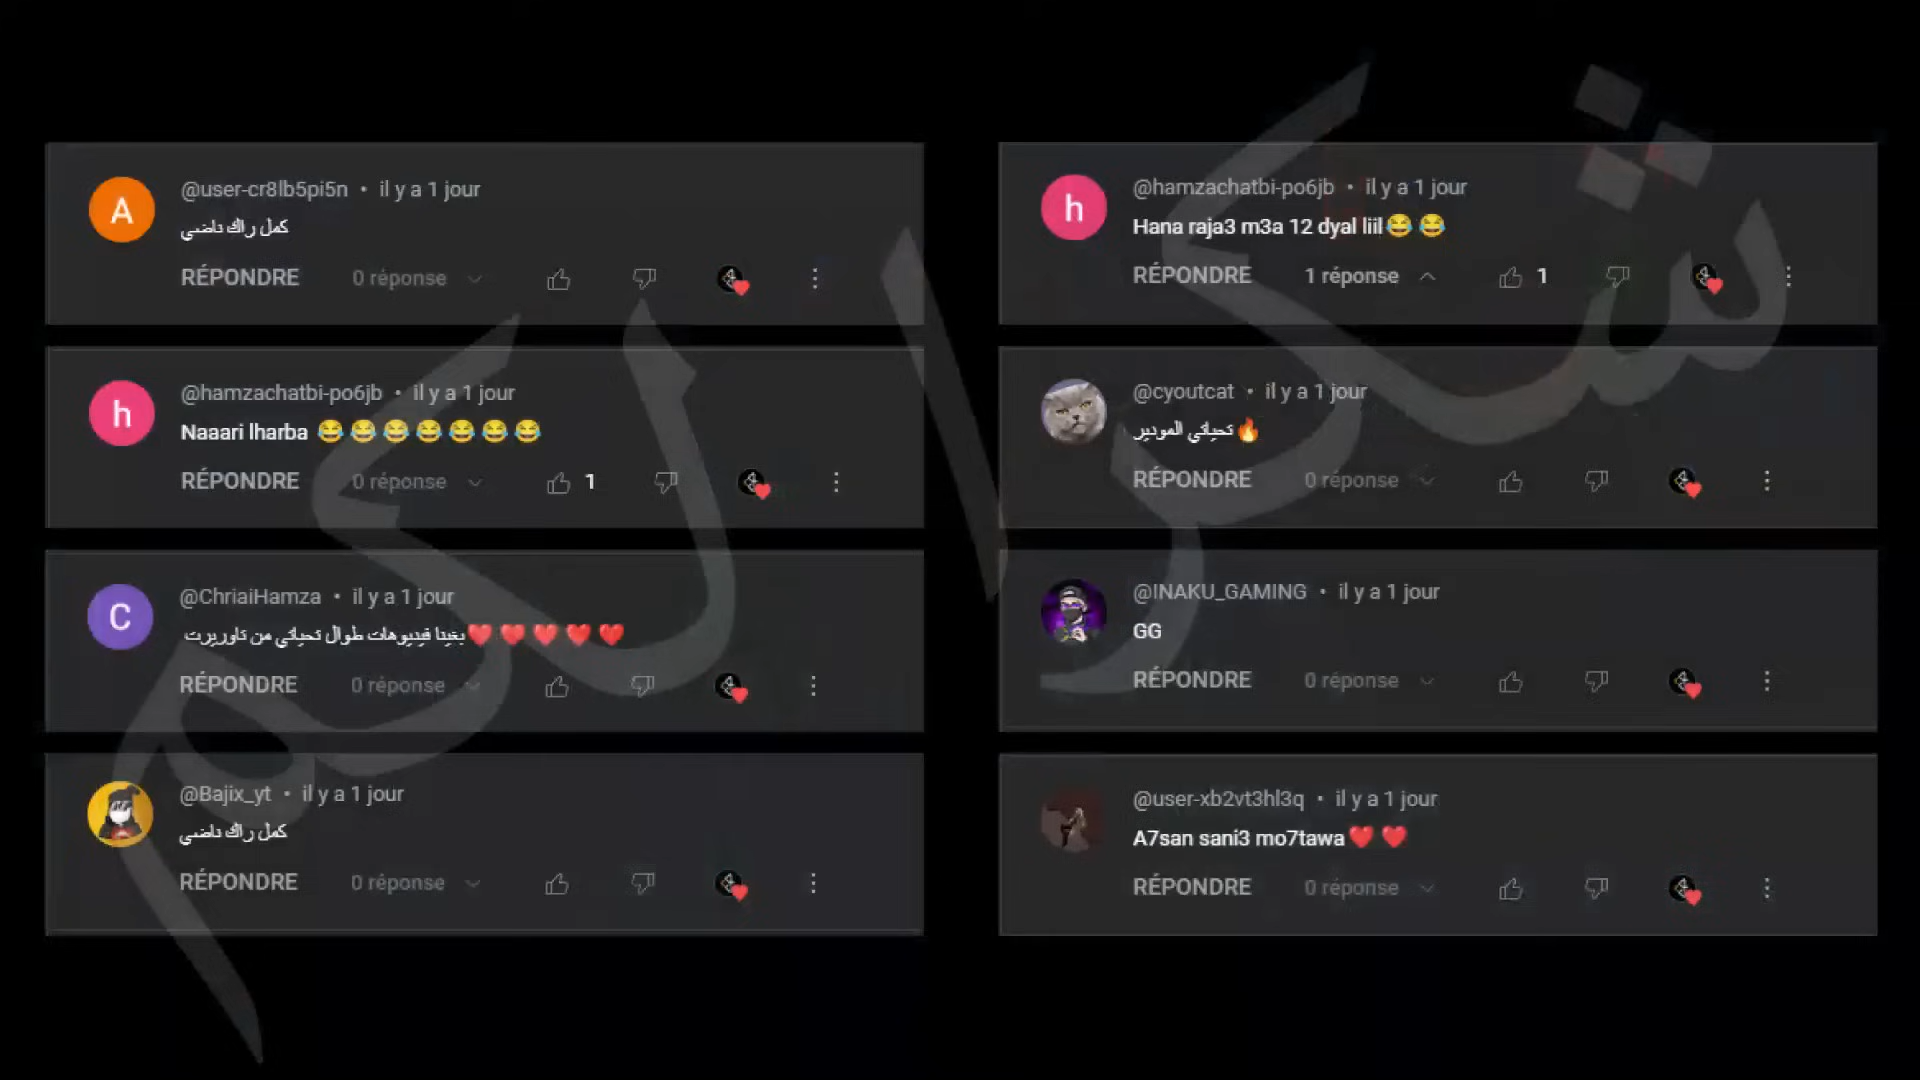 @user-cr8lb5pi5n • il y a 1 jour
كمل راك ناضي
RÉPONDRE 0 réponse
@hamzachatbi-po6jb • il y a 1 jour
Naaari lharba 😂😂😂😂😂😂😂
RÉPONDRE 0 réponse 1
@ChriaiHamza • il y a 1 jour
بغينا فيديوهات طوال تحياتي من تاوريرت❤️❤️❤️❤️❤️
RÉPONDRE 0 réponse
@Bajix_yt • il y a 1 jour
كمل راك ناضي
RÉPONDRE 0 réponse
@hamzachatbi-po6jb • il y a 1 jour
Hana raja3 m3a 12 dyal liil😂😂
RÉPONDRE 1 réponse 1
@cyoutcat • il y a 1 jour
تحياتي المودير🔥
RÉPONDRE 0 réponse
@INAKU_GAMING • il y a 1 jour
GG
RÉPONDRE 0 réponse
@user-xb2vt3hl3q • il y a 1 jour
A7san sani3 mo7tawa❤️❤️
RÉPONDRE 0 réponse
شكرا لكم